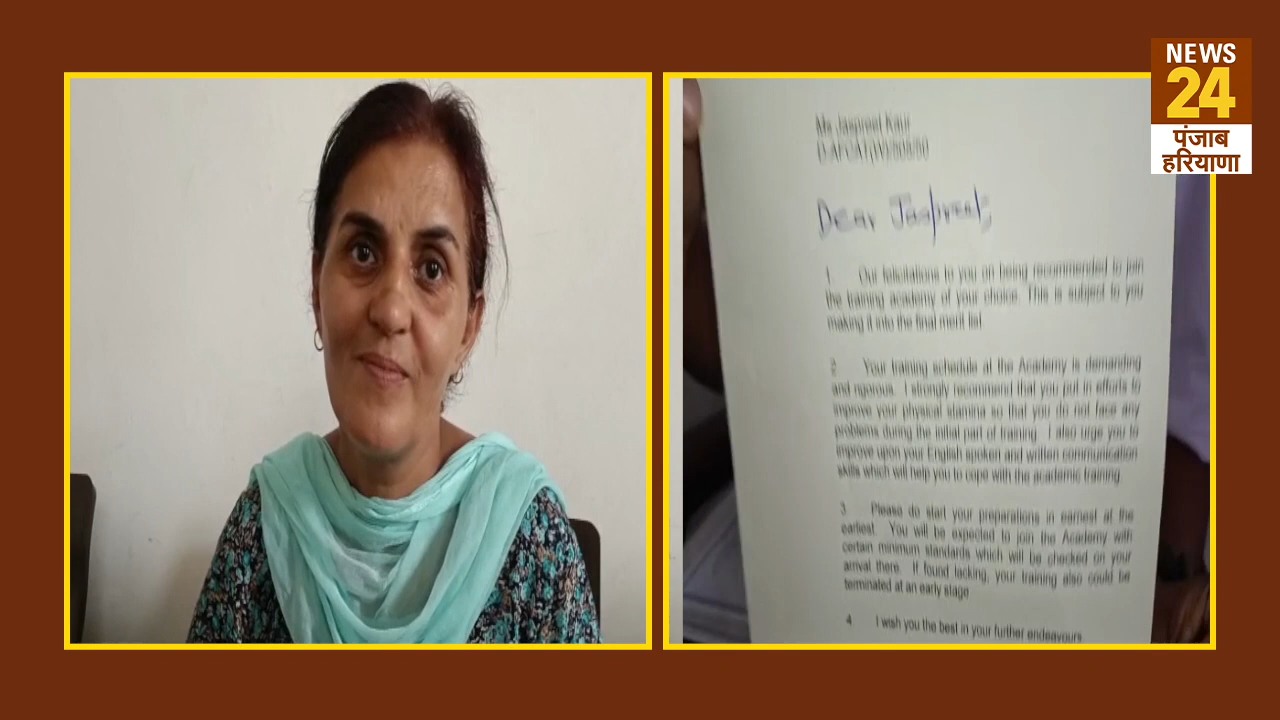 NEWS
24
पंजाब
हरियाणा
Ms Jaspreet Kaur
Dear Jaspreet,
1 Our felicitations to you on being recommended to join
the training academy of your choice. This is subject to you
making it into the final merit list
2 Your training schedule at the Academy is demanding
and rigorous. I strongly recommend that you put in efforts to
improve your physical stamina so that you do not face any
problems during the initial part of training. I also urge you to
improve upon your English spoken and written communication
skills which will help you to cope with the academic training.
3 Please do start your preparations in earnest at the
earliest. You will be expected to join the Academy with
certain minimum standards which will be checked on your
arrival there. If found lacking, your training also could be
terminated at an early stage
4 I wish you the best in your further endeavours